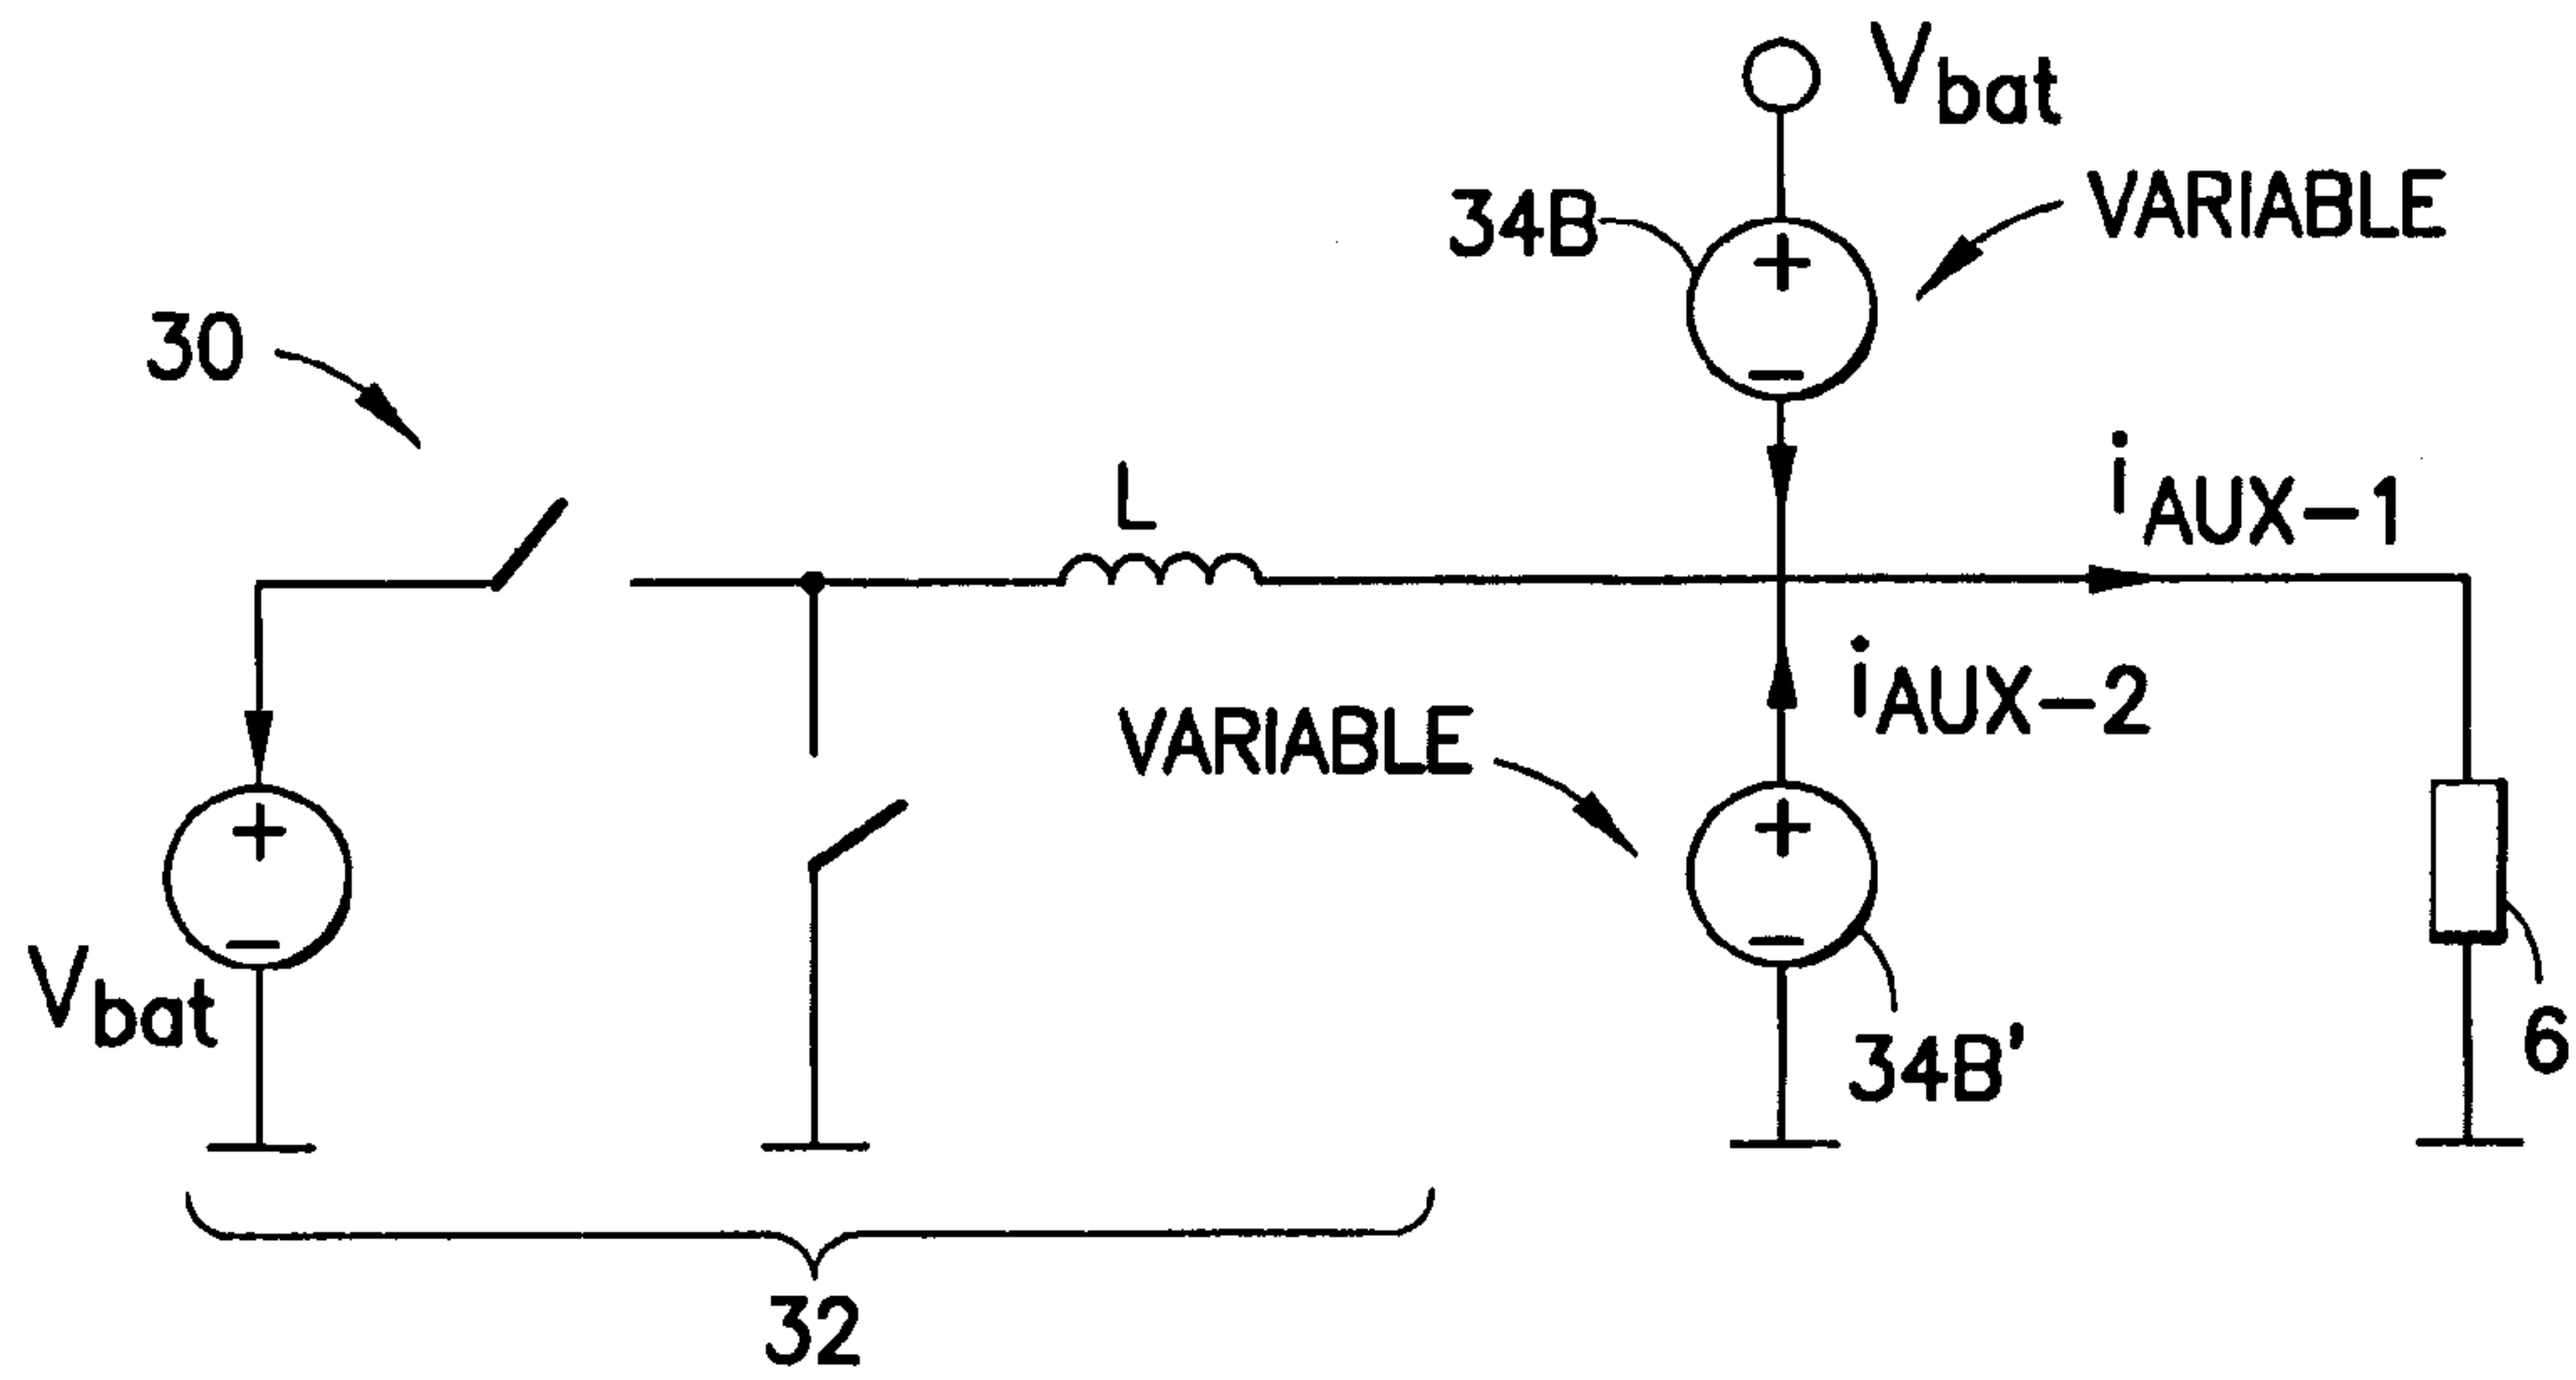 Vbat
34B
VARIABLE
30
L
iAUX-1
VARIABLE
iAUX-2
+
−
+
−
+
−
Vbat
34B'
6
32